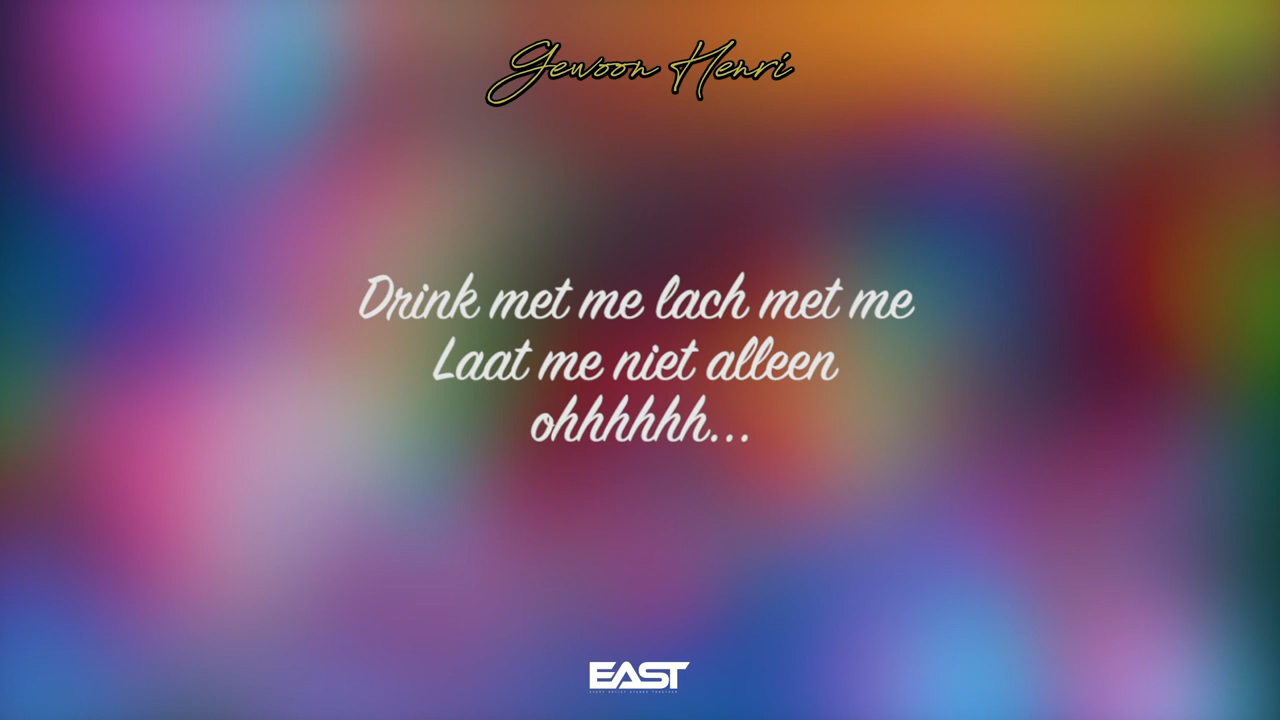 Gewoon Henri
Drink met me lach met me
Laat me niet alleen
ohhhhhh...
EAST